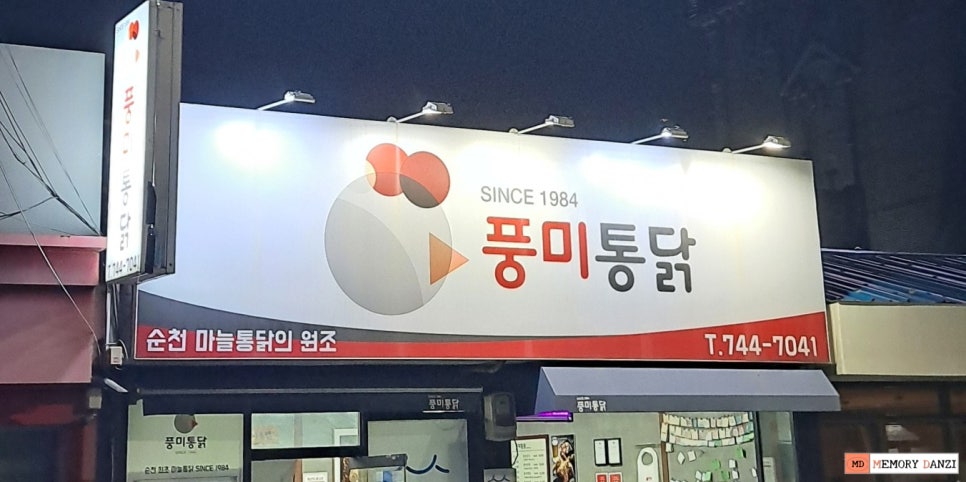 풍미통닭
T.744-7041
SINCE 1984
풍미통닭
순천 마늘통닭의 원조
T.744-7041
풍미통닭
풍미통닭
풍미통닭
SINCE 1984
순천 최초 마늘통닭 SINCE 1984
MD MEMORY DANZI